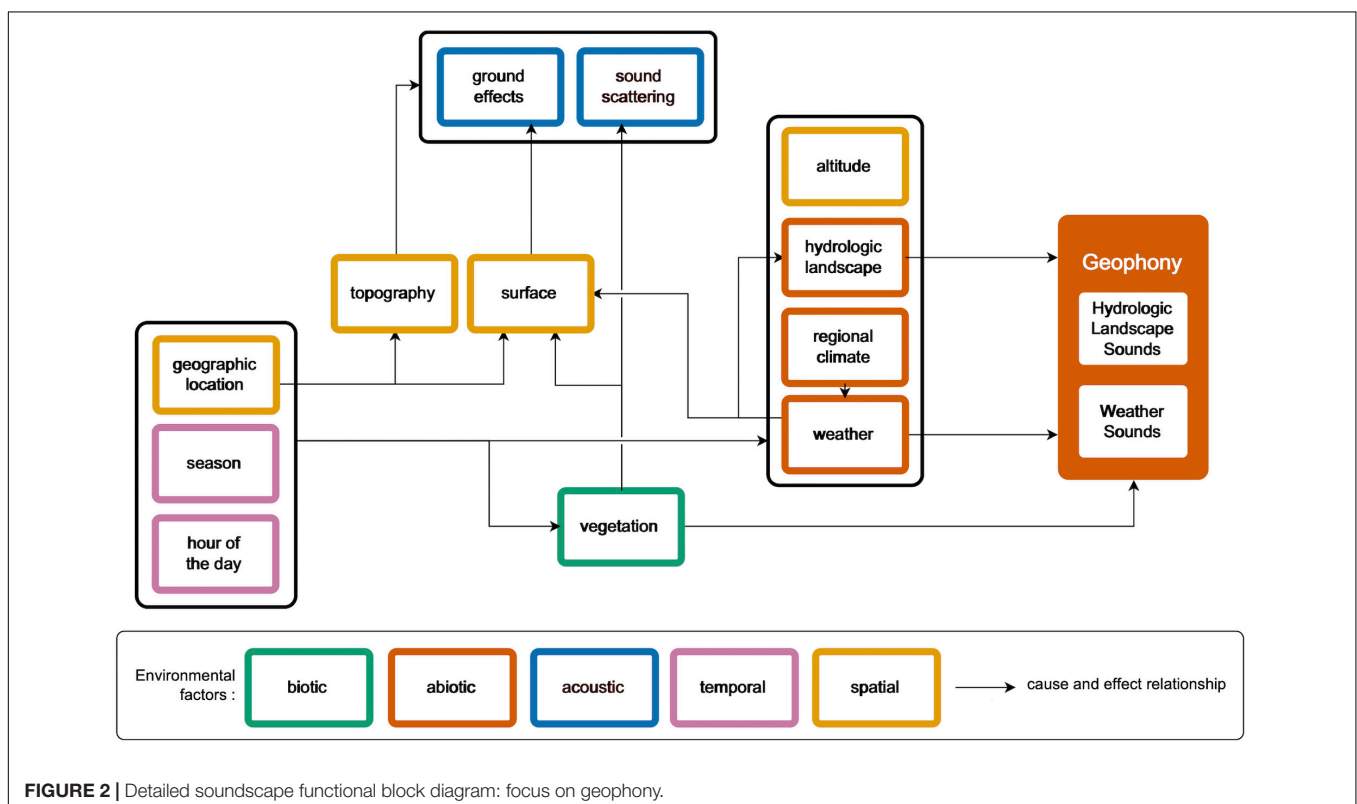 ground
effects
sound
scattering
altitude
hydrologic
landscape
Geophony
topography
surface
Hydrologic
Landscape
Sounds
regional
climate
geographic
location
weather
Weather
Sounds
season
vegetation
hour of
the day
Environmental
factors :
biotic
abiotic
acoustic
temporal
spatial
cause and effect relationship
FIGURE 2 | Detailed soundscape functional block diagram: focus on geophony.